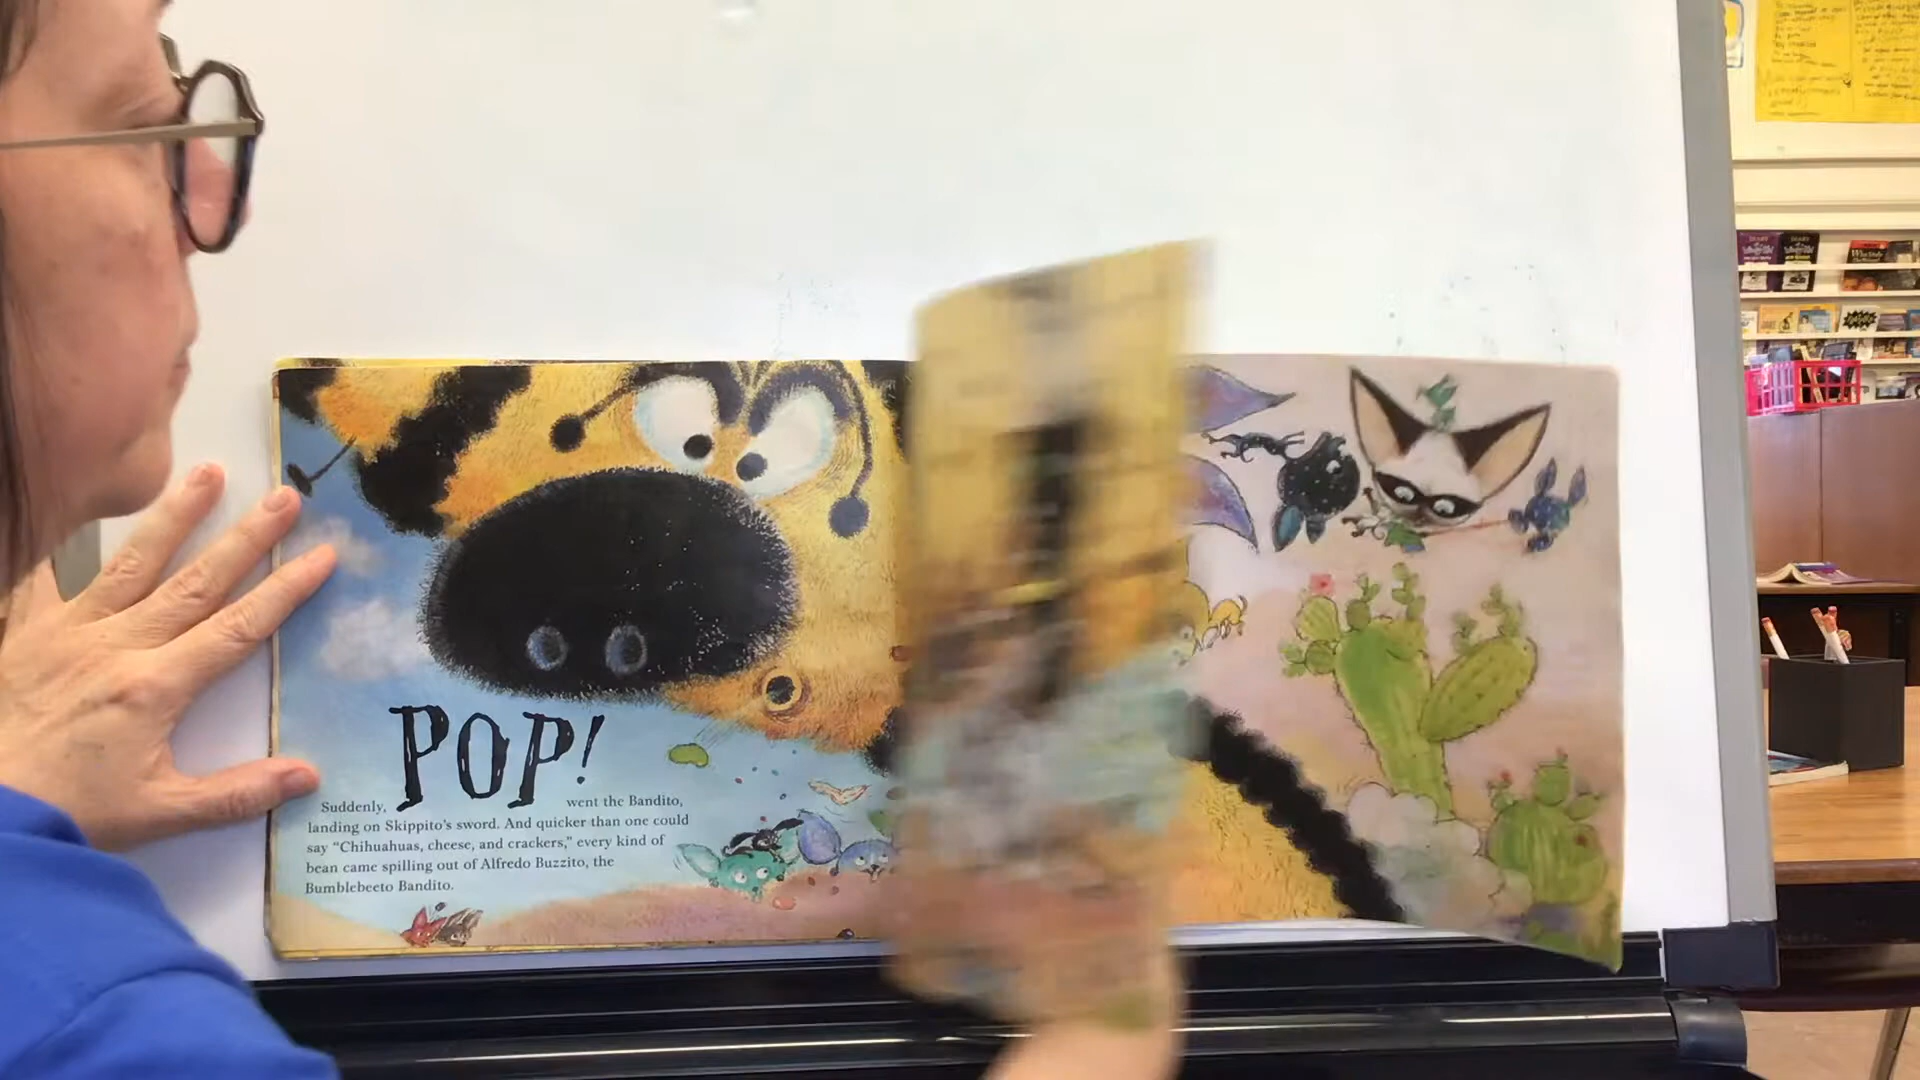 POP!
Suddenly, went the Bandito,
landing on Skippito's sword. And quicker than one could
say "Chihuahuas, cheese, and crackers," every kind of
bean came spilling out of Alfredo Buzzito, the
Bumblebeeto Bandito.